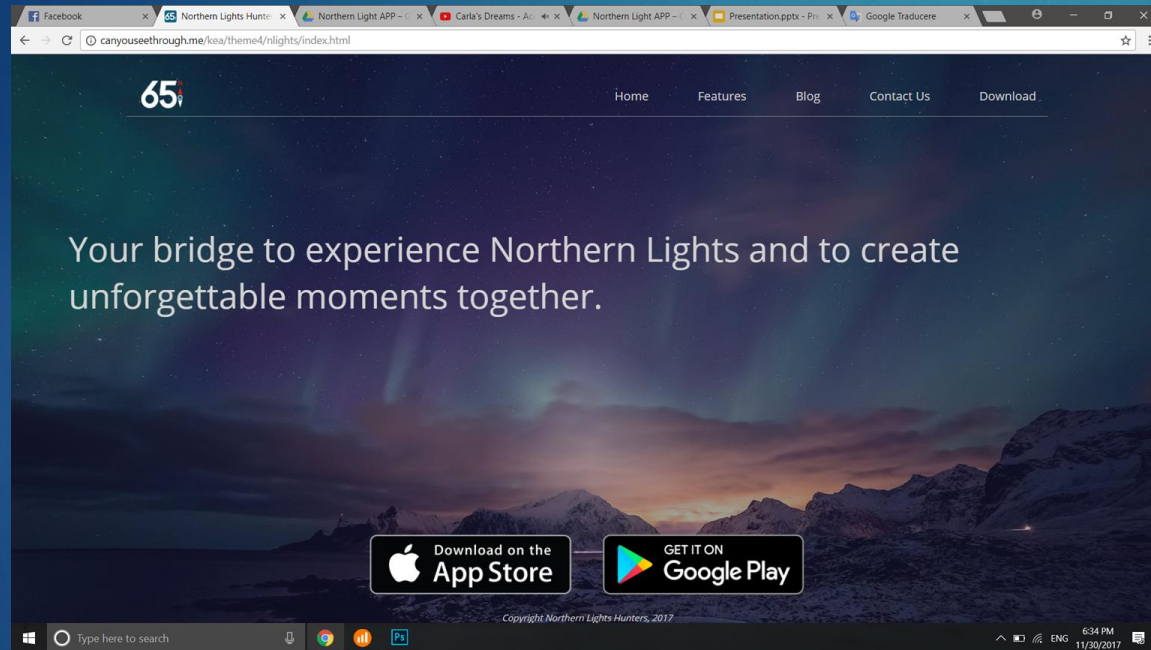 Facebook
Northern Lights Hunte
Northern Light APP – G
Carla's Dreams - Ac
Northern Light APP –
Presentation.pptx - Pre
Google Traducere
canyouseethrough.me/kea/theme4/nlights/index.html
65
Home Features Blog Contact Us Download
Your bridge to experience Northern Lights and to create
unforgettable moments together.
Download on the
App Store
GET IT ON
Google Play
Copyright Northern Lights Hunters, 2017
Type here to search
Ps
ENG
6:34 PM
11/30/2017